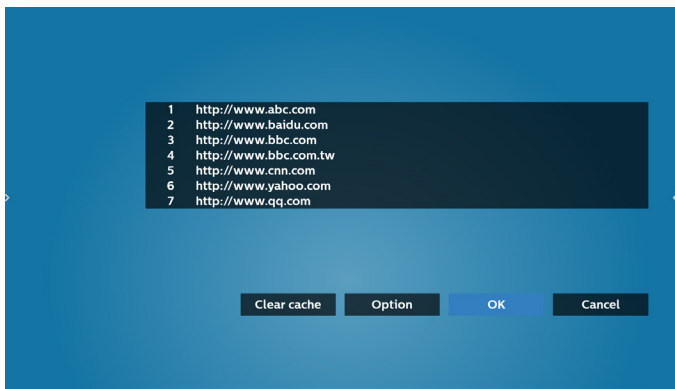 1 http://www.abc.com
2 http://www.baidu.com
3 http://www.bbc.com
4 http://www.bbc.com.tw
5 http://www.cnn.com
6 http://www.yahoo.com
7 http://www.qq.com
Clear cache Option OK Cancel